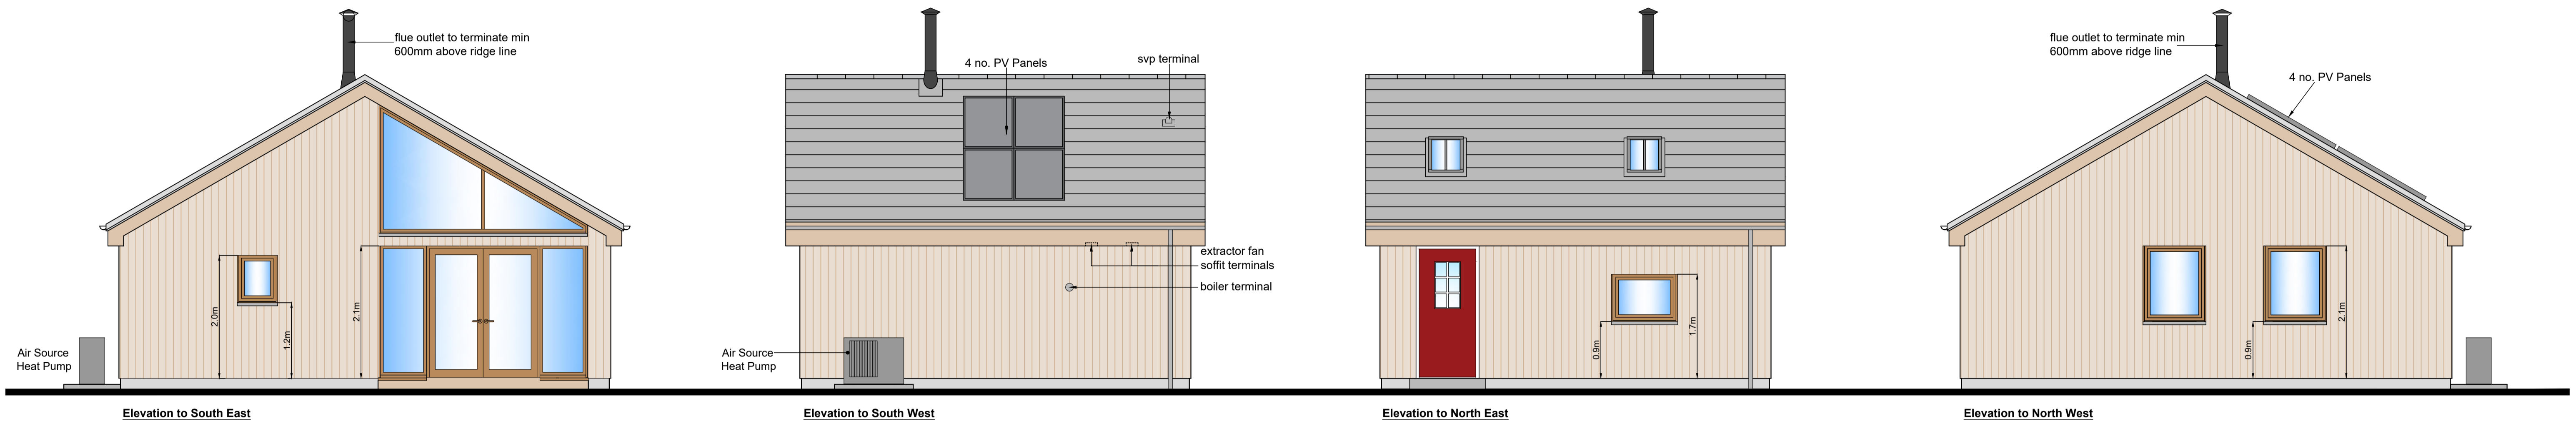 flue outlet to terminate min
600mm above ridge line
2.0m
1.2m
2.1m
Air Source
Heat Pump
Elevation to South East
4 no. PV Panels
svp terminal
extractor fan
soffit terminals
boiler terminal
Air Source
Heat Pump
Elevation to South West
0.9m
1.7m
Elevation to North East
flue outlet to terminate min
600mm above ridge line
4 no. PV Panels
0.9m
2.1m
Elevation to North West